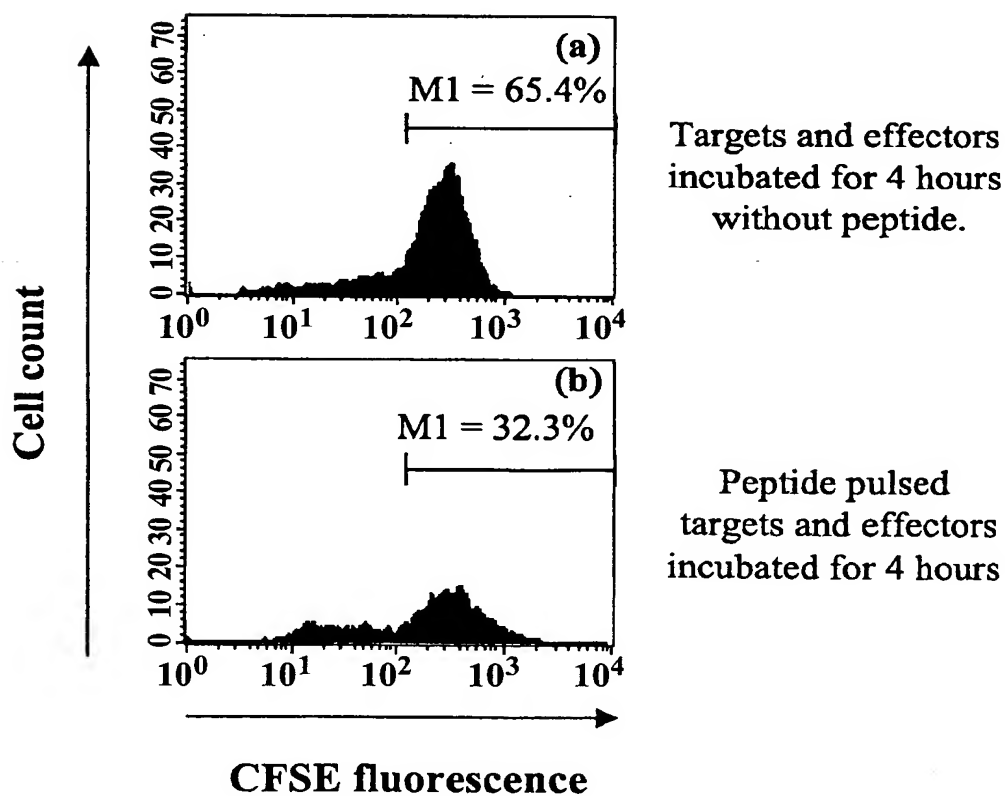 (a)
M1 = 65.4%
70
60
50
40
30
20
10
0
10⁰ 10¹ 10² 10³ 10⁴
Targets and effectors
incubated for 4 hours
without peptide.
Cell count
(b)
M1 = 32.3%
70
60
50
40
30
20
10
0
10⁰ 10¹ 10² 10³ 10⁴
Peptide pulsed
targets and effectors
incubated for 4 hours
CFSE fluorescence